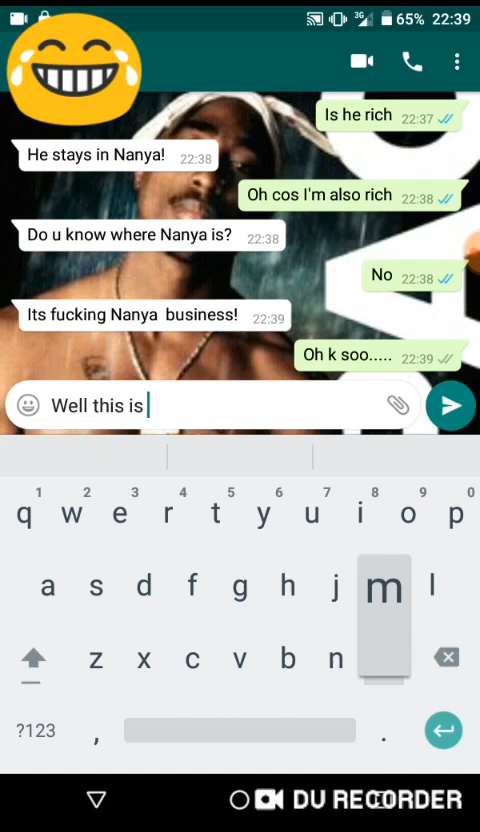 3G 65% 22:39
Is he rich 22:37
He stays in Nanya! 22:38
Oh cos I'm also rich 22:38
Do u know where Nanya is? 22:38
No 22:38
Its fucking Nanya business! 22:39
Oh k soo..... 22:39
Well this is
1 2 3 4 5 6 7 8 9 0
q w e r t y u i o p
a s d f g h j m l
z x c v b n
?123 , .
DU RECORDER